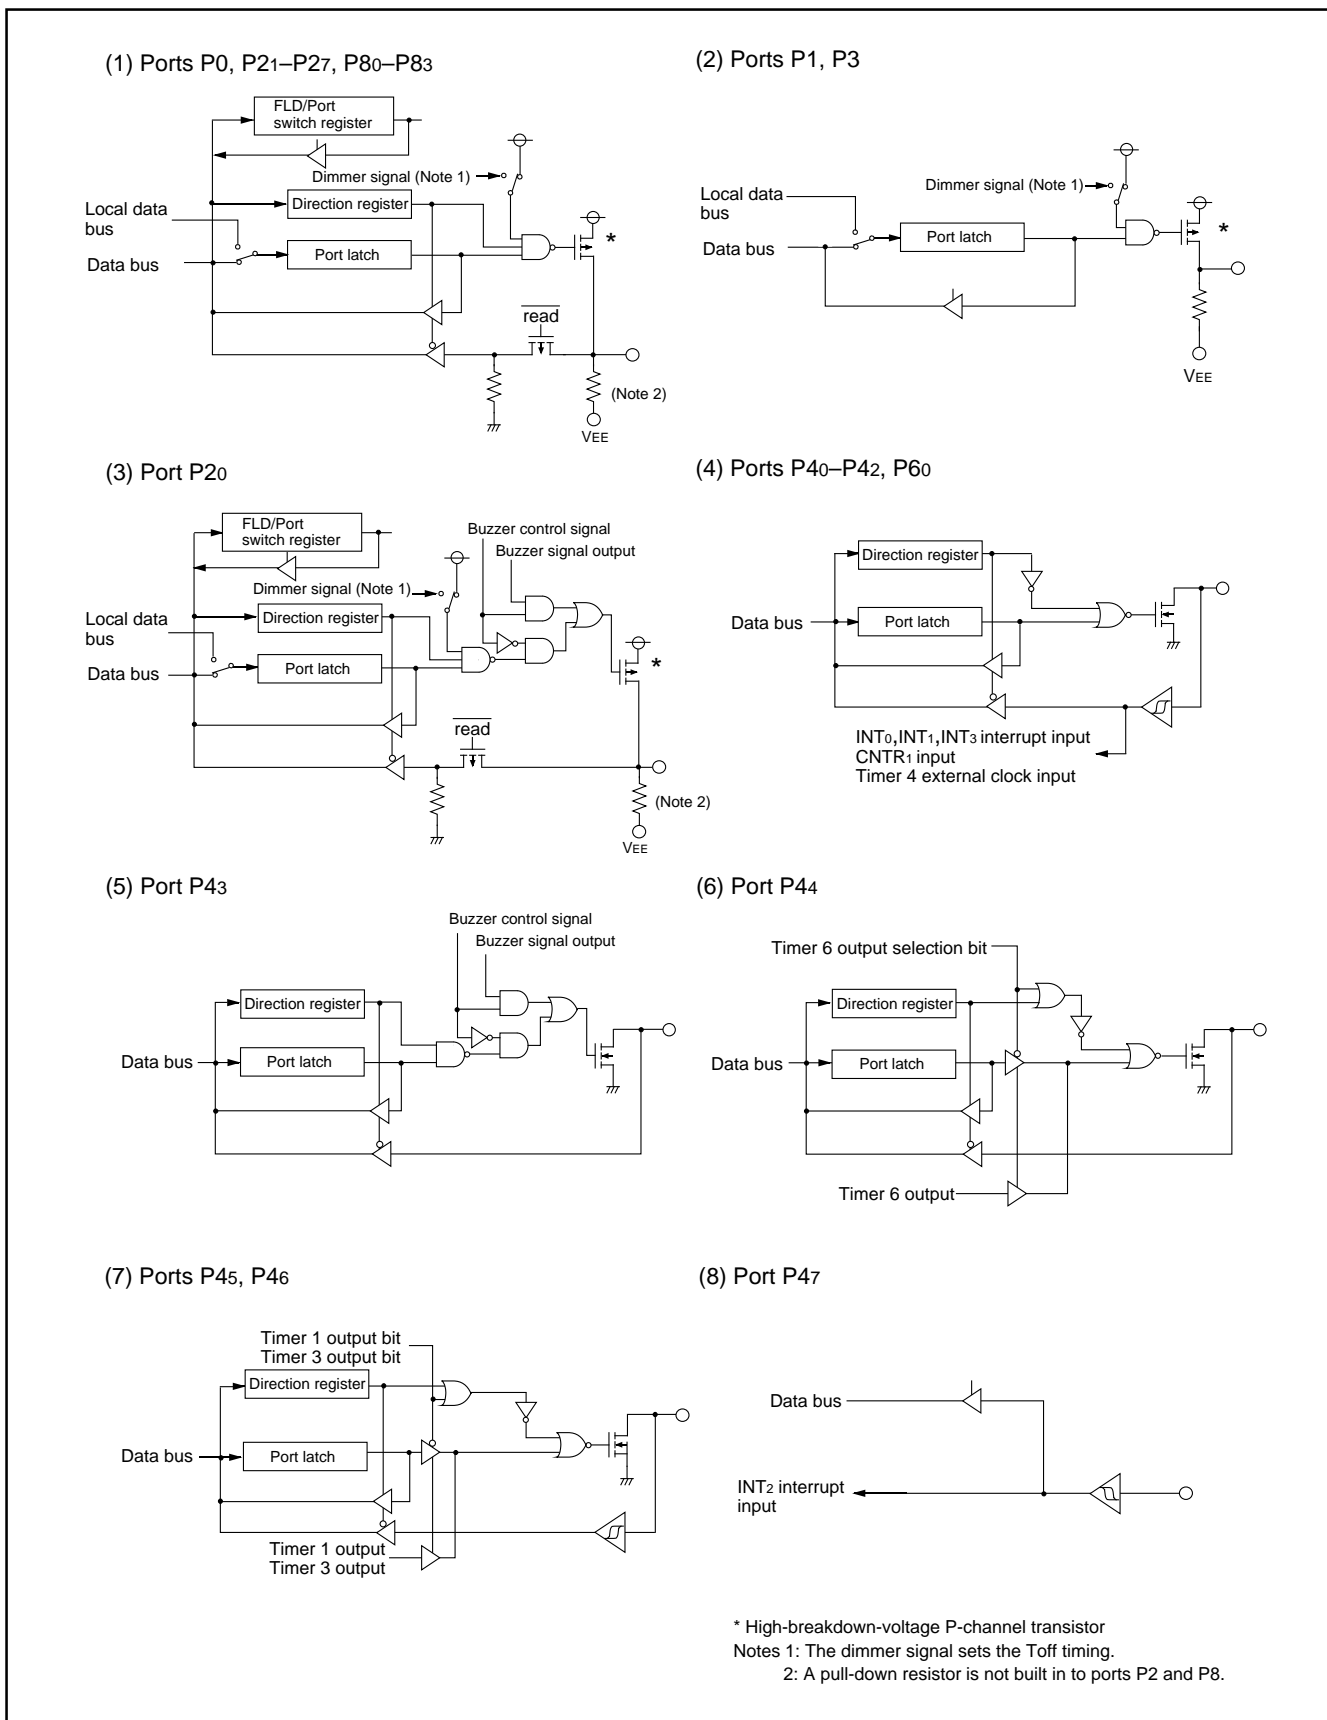 (1) Ports P0, P21–P27, P80–P83
FLD/Port
switch register
Dimmer signal (Note 1)
Direction register
Local data
bus
Port latch
Data bus
*
read
(Note 2)
VEE
(2) Ports P1, P3
Dimmer signal (Note 1)
Local data
bus
Port latch
Data bus
*
VEE
(3) Port P20
FLD/Port
switch register
Buzzer control signal
Buzzer signal output
Dimmer signal (Note 1)
Direction register
Local data
bus
Port latch
Data bus
*
read
(Note 2)
VEE
(4) Ports P40–P42, P60
Direction register
Port latch
Data bus
INT0,INT1,INT3 interrupt input
CNTR1 input
Timer 4 external clock input
(5) Port P43
Buzzer control signal
Buzzer signal output
Direction register
Port latch
Data bus
(6) Port P44
Timer 6 output selection bit
Direction register
Port latch
Data bus
Timer 6 output
(7) Ports P45, P46
Timer 1 output bit
Timer 3 output bit
Direction register
Port latch
Data bus
Timer 1 output
Timer 3 output
(8) Port P47
Data bus
INT2 interrupt
input
* High-breakdown-voltage P-channel transistor
Notes 1: The dimmer signal sets the Toff timing.
2: A pull-down resistor is not built in to ports P2 and P8.